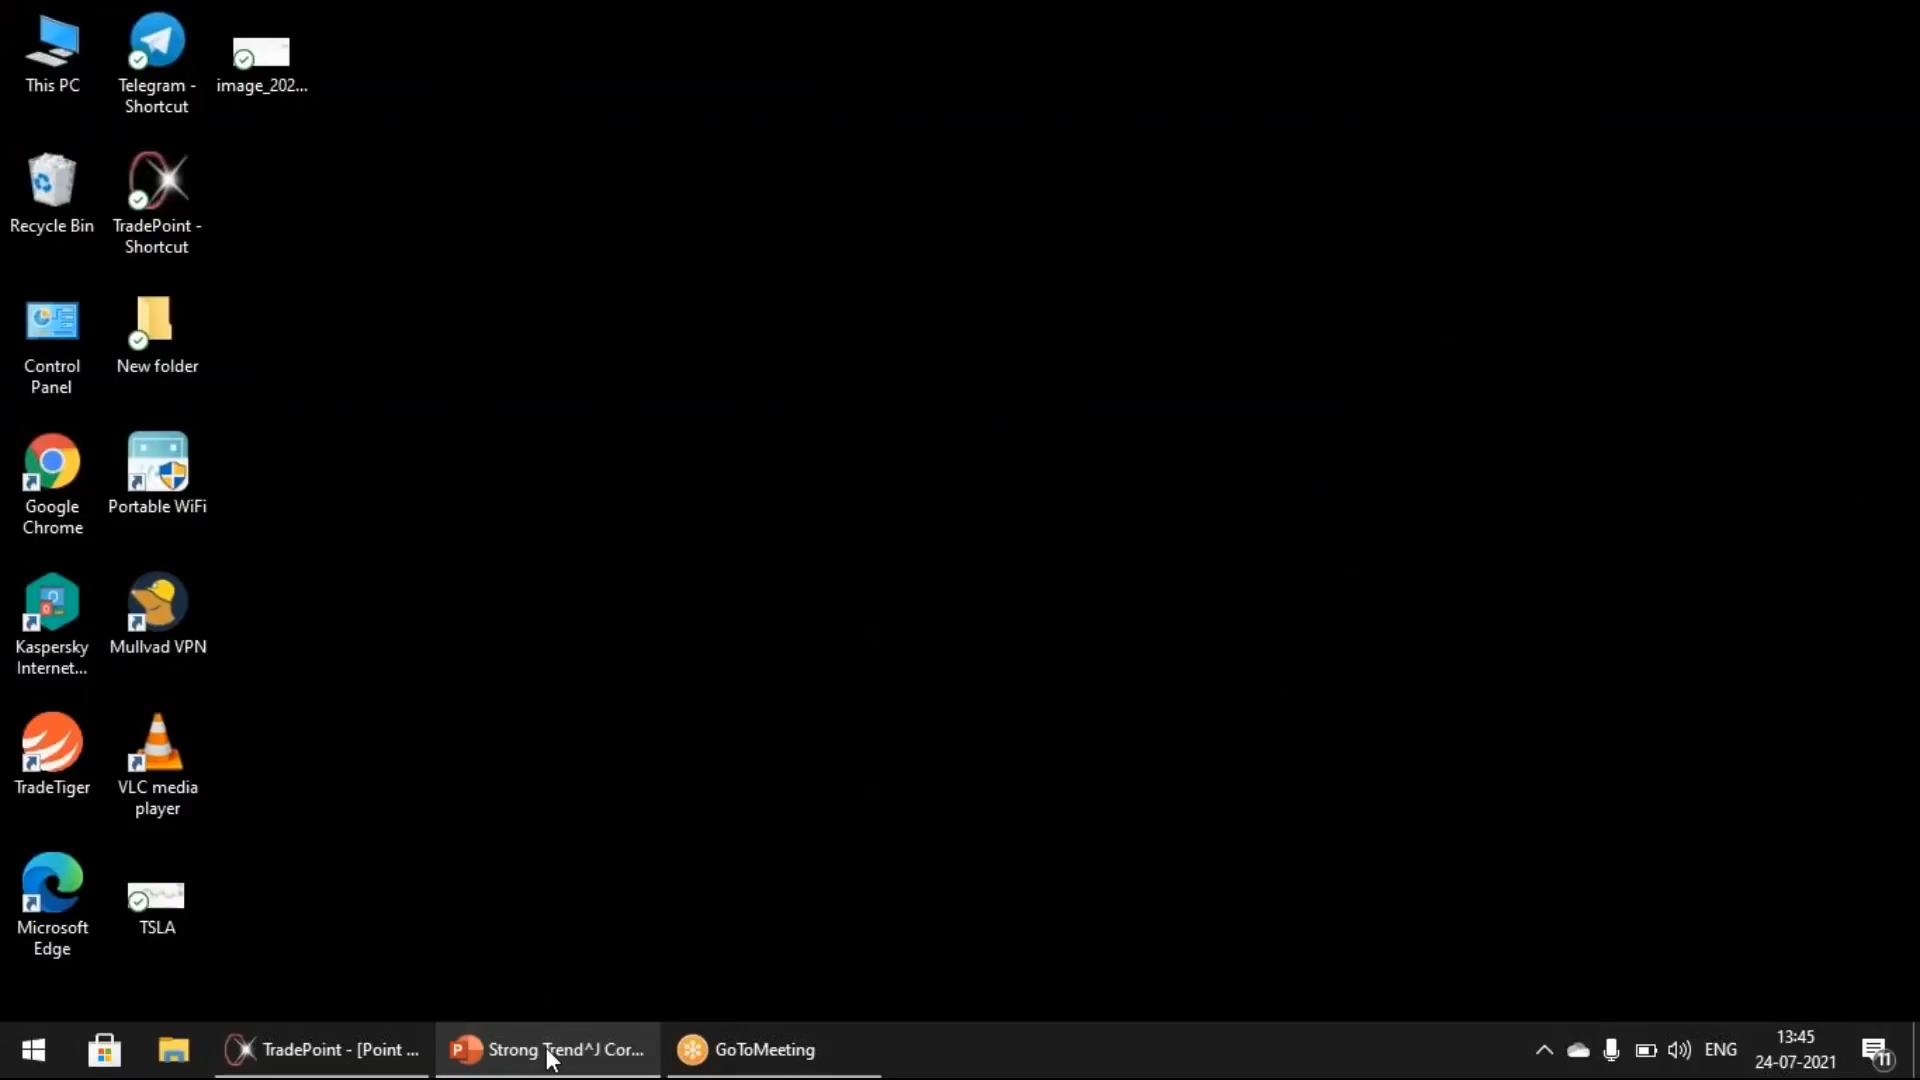 This PC
Telegram -
Shortcut
image_202...
Recycle Bin
TradePoint -
Shortcut
Control
Panel
New folder
Google
Chrome
Portable WiFi
Kaspersky
Internet...
Mullvad VPN
TradeTiger
VLC media
player
Microsoft
Edge
TSLA
TradePoint - [Point ...
Strong Trend^J Cor...
GoToMeeting
ENG
13:45
24-07-2021
11